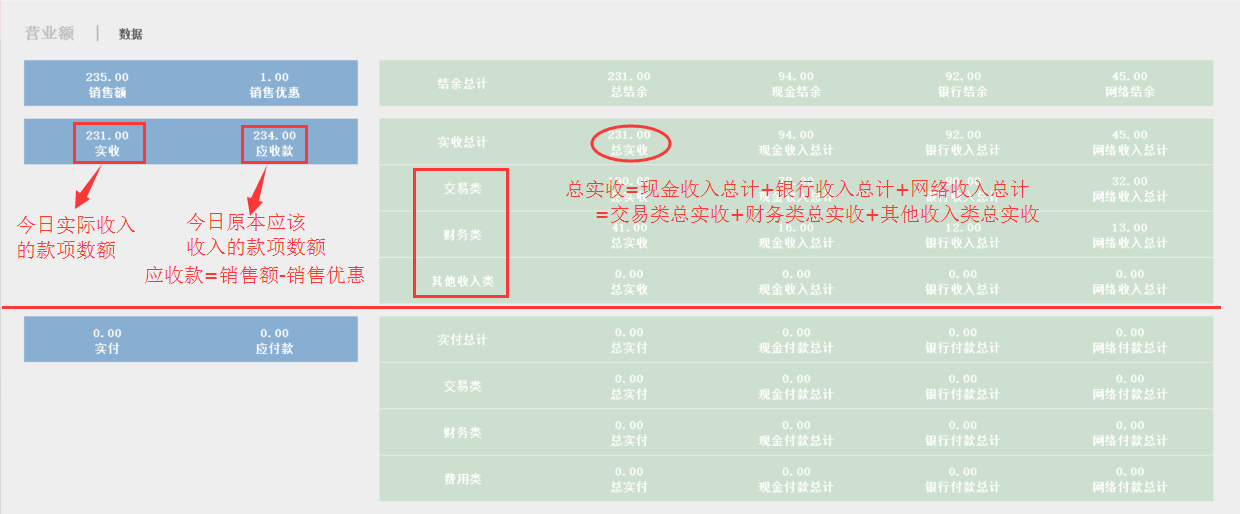 营业额 | 数据
235.00 1.00
销售额 销售优惠
结余总计
231.00 94.00 92.00 45.00
总结余 现金结余 银行结余 网络结余
231.00 234.00
实收 应收款
实收总计
231.00 94.00 92.00 45.00
总实收 现金收入总计 银行收入总计 网络收入总计
今日实际收入
的款项数额
今日原本应该
收入的款项数额
应收款=销售额-销售优惠
交易类
32.00
网络收入总计
总实收=现金收入总计+银行收入总计+网络收入总计
=交易类总实收+财务类总实收+其他收入类总实收
财务类
41.00 16.00 12.00 13.00
总实收 现金收入总计 银行收入总计 网络收入总计
其他收入类
0.00 0.00 0.00 0.00
总实收 现金收入总计 银行收入总计 网络收入总计
0.00 0.00
实付 应付款
实付总计
0.00 0.00 0.00 0.00
总实付 现金付款总计 银行付款总计 网络付款总计
交易类
0.00 0.00 0.00 0.00
总实付 现金付款总计 银行付款总计 网络付款总计
财务类
0.00 0.00 0.00 0.00
总实付 现金付款总计 银行付款总计 网络付款总计
费用类
0.00 0.00 0.00 0.00
总实付 现金付款总计 银行付款总计 网络付款总计